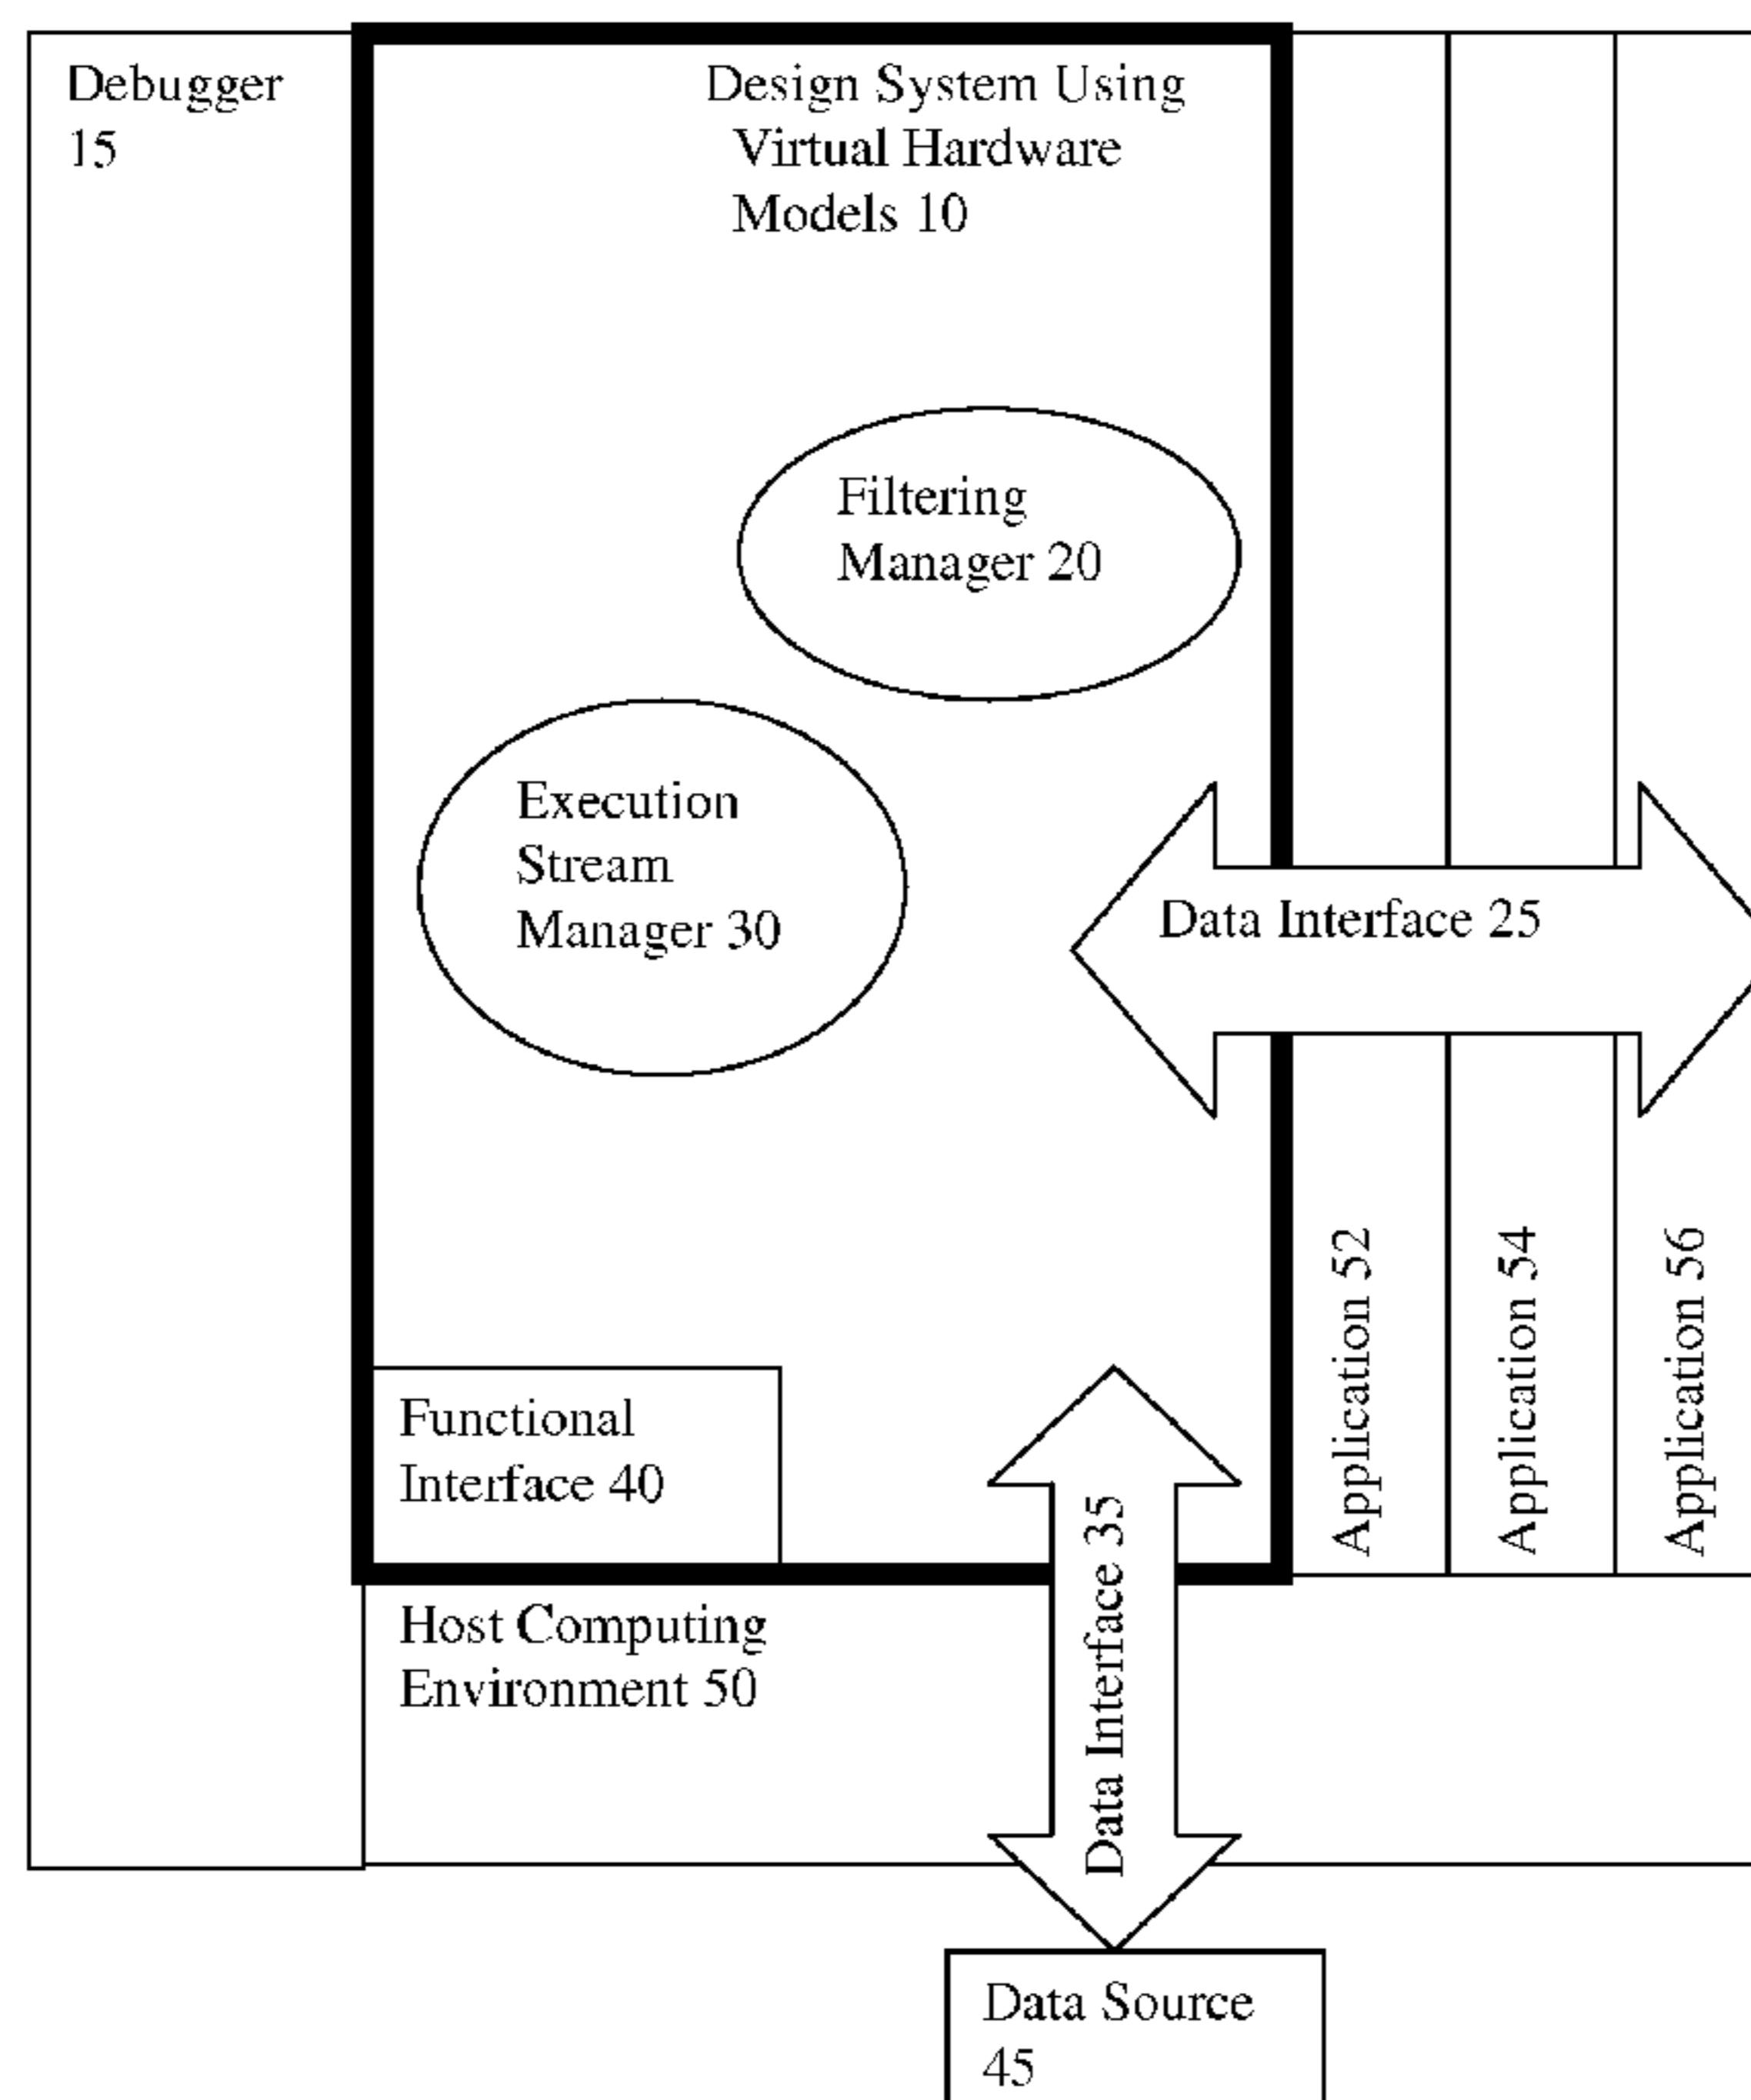 Debugger
15
Design System Using
Virtual Hardware
Models 10
Filtering
Manager 20
Execution
Stream
Manager 30
Data Interface 25
Application 52
Application 54
Application 56
Functional
Interface 40
Data Interface 35
Host Computing
Environment 50
Data Source
45